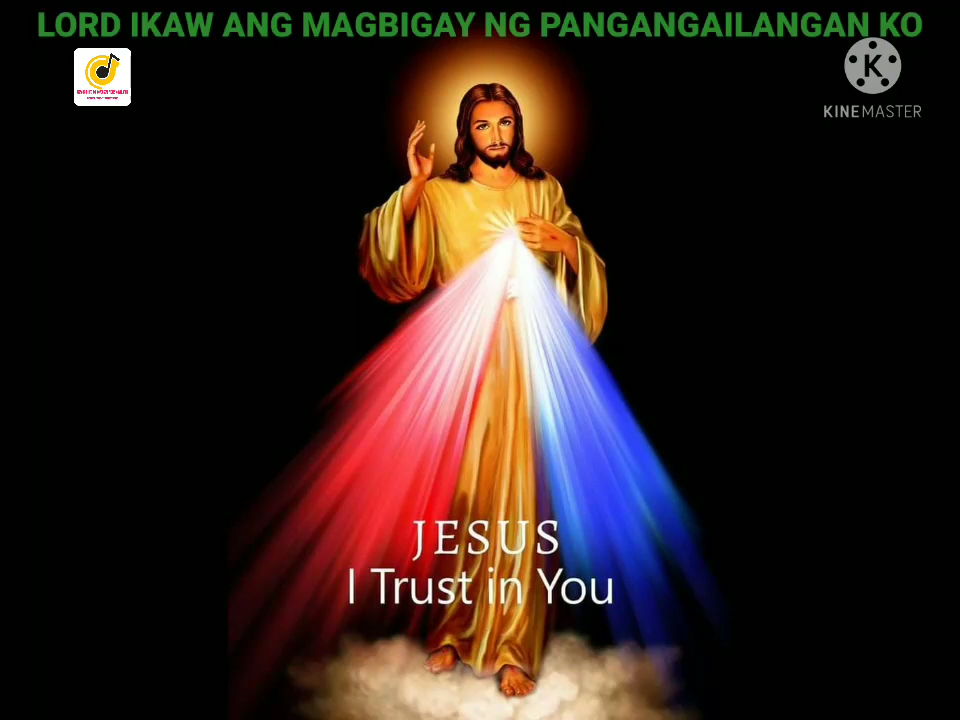 LORD IKAW ANG MAGBIGAY NG PANGANGAILANGAN KO
K
KINEMASTER
JESUS
I Trust in You